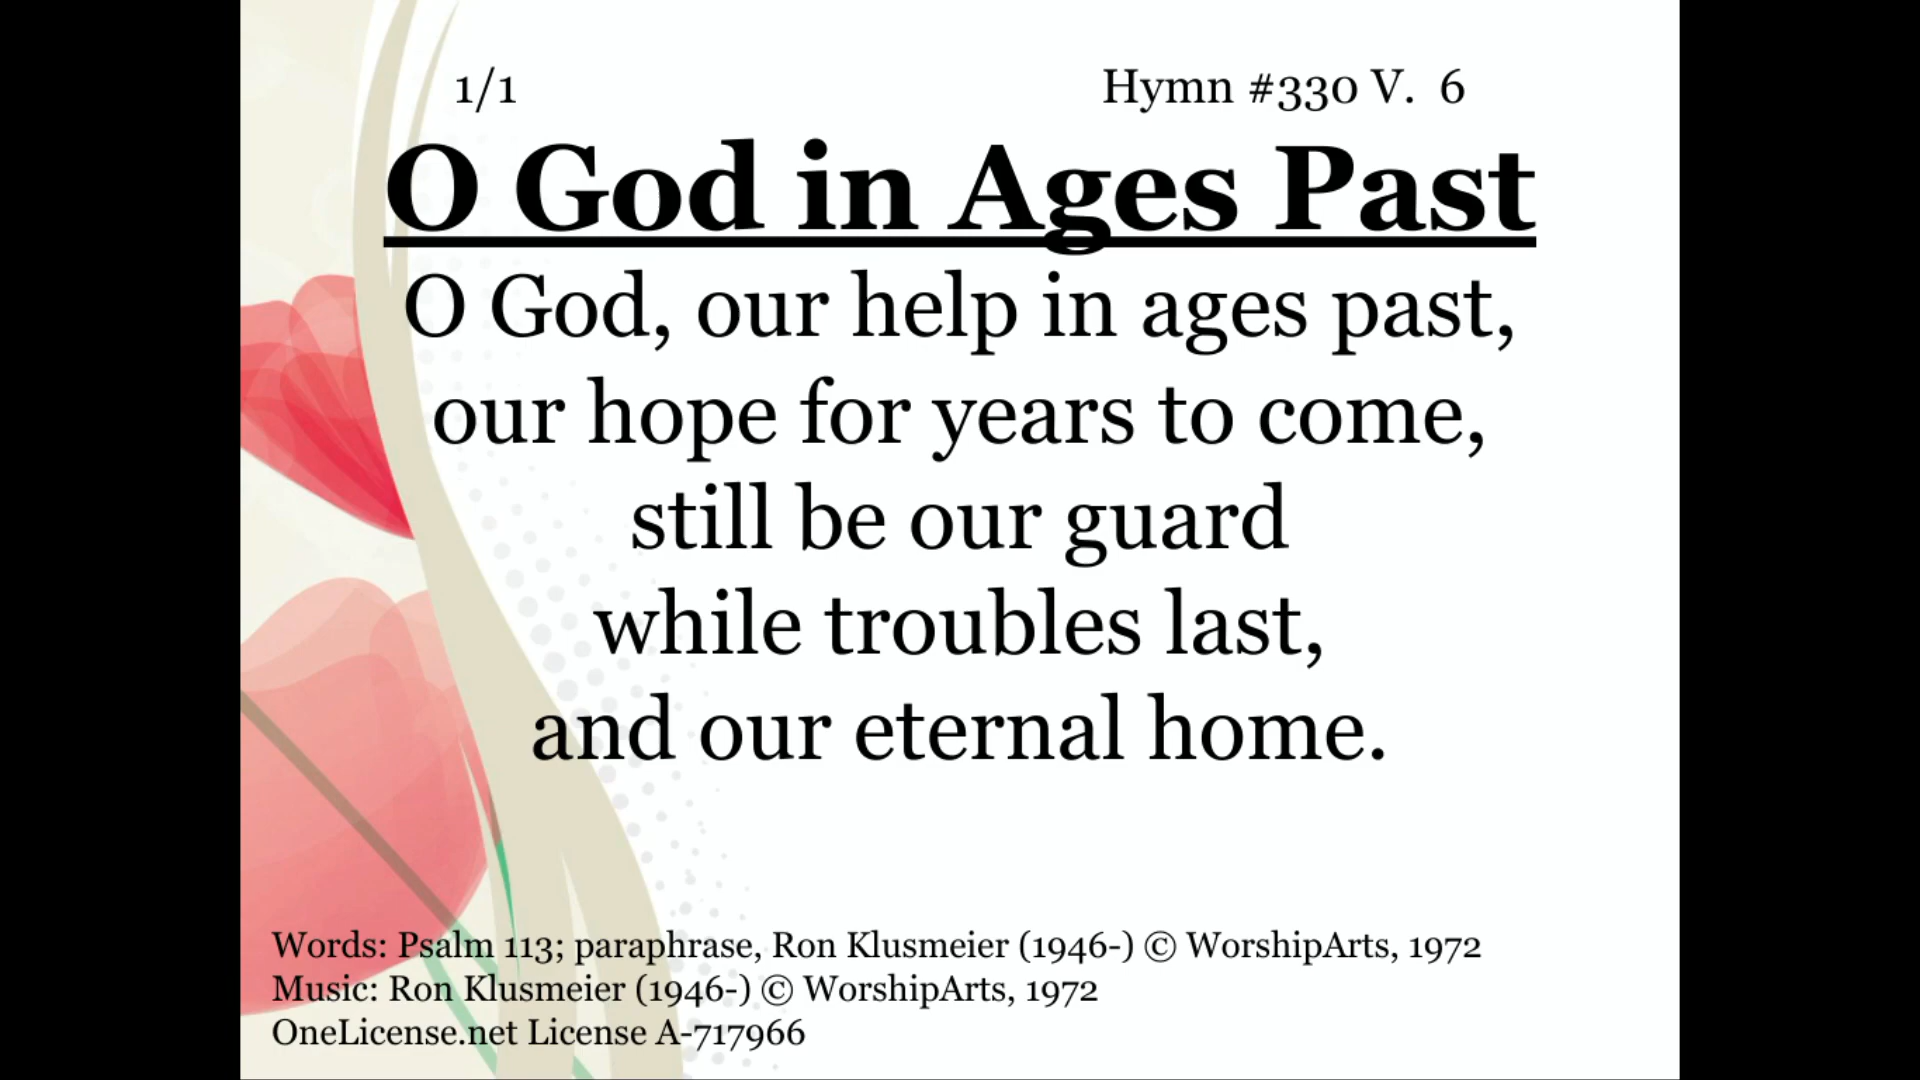 1/1 Hymn #330 V. 6
O God in Ages Past
O God, our help in ages past,
our hope for years to come,
still be our guard
while troubles last,
and our eternal home.
Words: Psalm 113; paraphrase, Ron Klusmeier (1946-) © WorshipArts, 1972
Music: Ron Klusmeier (1946-) © WorshipArts, 1972
OneLicense.net License A-717966